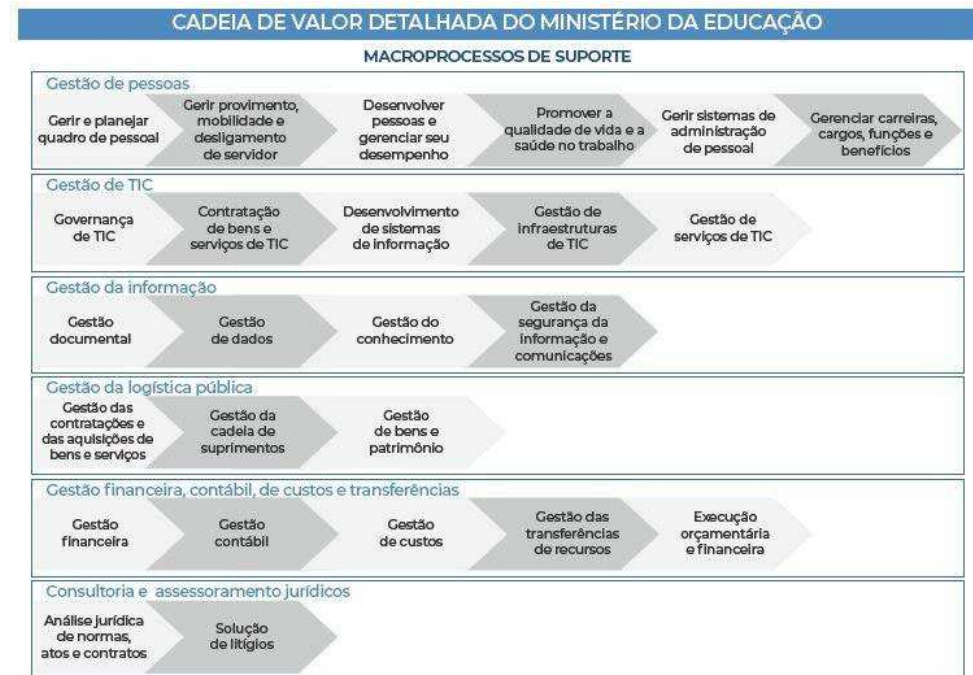 CADEIA DE VALOR DETALHADA DO MINISTÉRIO DA EDUCAÇÃO
MACROPROCESSOS DE SUPORTE
Gestão de pessoas
Gerir e planejar
quadro de pessoal
Gerir provimento,
mobilidade e
desligamento
de servidor
Desenvolver
pessoas e
gerenciar seu
desempenho
Promover a
qualidade de vida e a
saúde no trabalho
Gerir sistemas de
administração
de pessoal
Gerenciar carreiras,
cargos, funções e
benefícios
Gestão de TIC
Governança
de TIC
Contratação
de bens e
serviços de TIC
Desenvolvimento
de sistemas
de informação
Gestão de
infraestruturas
de TIC
Gestão de
serviços de TIC
Gestão da informação
Gestão
documental
Gestão
de dados
Gestão do
conhecimento
Gestão da
segurança da
informação e
comunicações
Gestão da logística pública
Gestão das
contratações e
das aquisições de
bens e serviços
Gestão da
cadeia de
suprimentos
Gestão
de bens e
patrimônio
Gestão financeira, contábil, de custos e transferências
Gestão
financeira
Gestão
contábil
Gestão
de custos
Gestão das
transferências
de recursos
Execução
orçamentária
e financeira
Consultoria e assessoramento jurídicos
Análise jurídica
de normas,
atos e contratos
Solução
de litígios